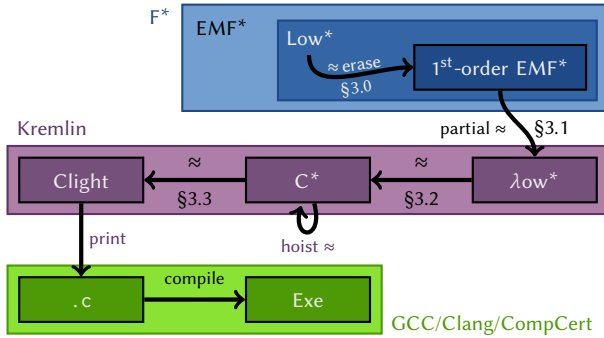 F*
EMF*
Low*
≈ erase
§3.0
1st-order EMF*
partial ≈
§3.1
Kremlin
Clight
≈
§3.3
C*
≈
§3.2
λow*
hoist ≈
print
.c
compile
Exe
GCC/Clang/CompCert